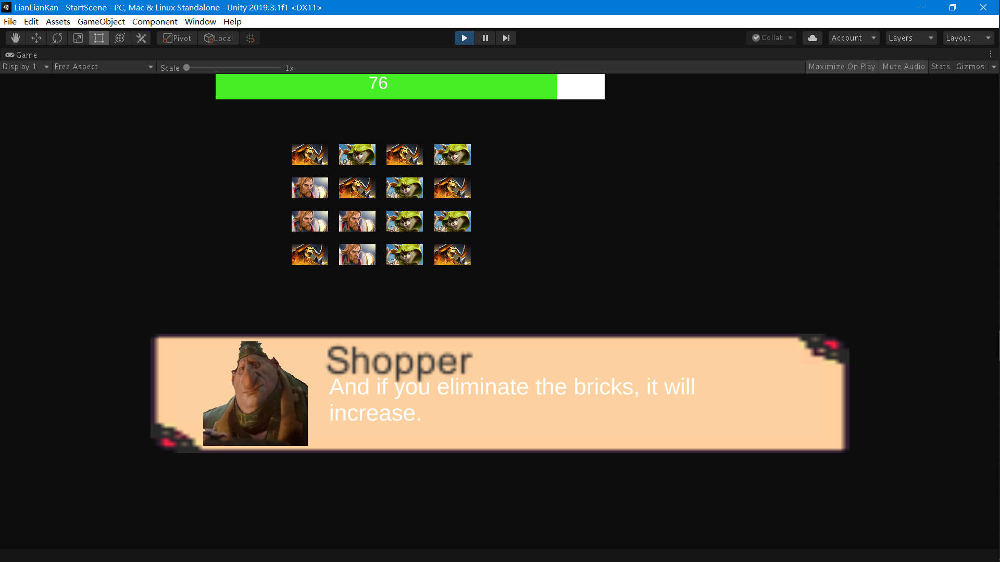 LianLianKan - StartScene - PC, Mac & Linux Standalone - Unity 2019.3.1f1 <DX11>
File Edit Assets GameObject Component Window Help
Pivot Local Collab Account Layers Layout
Game
Display 1 Free Aspect Scale 1x Maximize On Play Mute Audio Stats Gizmos
76
Shopper
And if you eliminate the bricks, it will
increase.